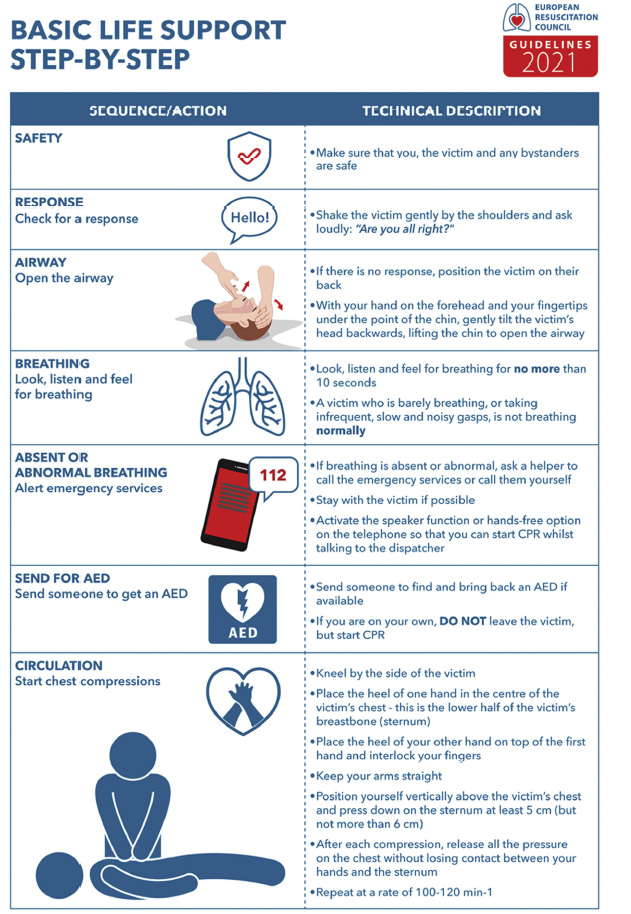 BASIC LIFE SUPPORT
STEP-BY-STEP
EUROPEAN
RESUSCITATION
COUNCIL
GUIDELINES
2021
SEQUENCE/ACTION
TECHNICAL DESCRIPTION
SAFETY
•Make sure that you, the victim and any bystanders
are safe
RESPONSE
Check for a response
Hello!
•Shake the victim gently by the shoulders and ask
loudly: "Are you all right?"
AIRWAY
Open the airway
•If there is no response, position the victim on their
back
•With your hand on the forehead and your fingertips
under the point of the chin, gently tilt the victim's
head backwards, lifting the chin to open the airway
BREATHING
Look, listen and feel
for breathing
•Look, listen and feel for breathing for no more than
10 seconds
•A victim who is barely breathing, or taking
infrequent, slow and noisy gasps, is not breathing
normally
ABSENT OR
ABNORMAL BREATHING
Alert emergency services
112
•If breathing is absent or abnormal, ask a helper to
call the emergency services or call them yourself
•Stay with the victim if possible
•Activate the speaker function or hands-free option
on the telephone so that you can start CPR whilst
talking to the dispatcher
SEND FOR AED
Send someone to get an AED
AED
•Send someone to find and bring back an AED if
available
•If you are on your own, DO NOT leave the victim,
but start CPR
CIRCULATION
Start chest compressions
•Kneel by the side of the victim
•Place the heel of one hand in the centre of the
victim's chest - this is the lower half of the victim's
breastbone (sternum)
•Place the heel of your other hand on top of the first
hand and interlock your fingers
•Keep your arms straight
•Position yourself vertically above the victim's chest
and press down on the sternum at least 5 cm (but
not more than 6 cm)
•After each compression, release all the pressure
on the chest without losing contact between your
hands and the sternum
•Repeat at a rate of 100-120 min-1